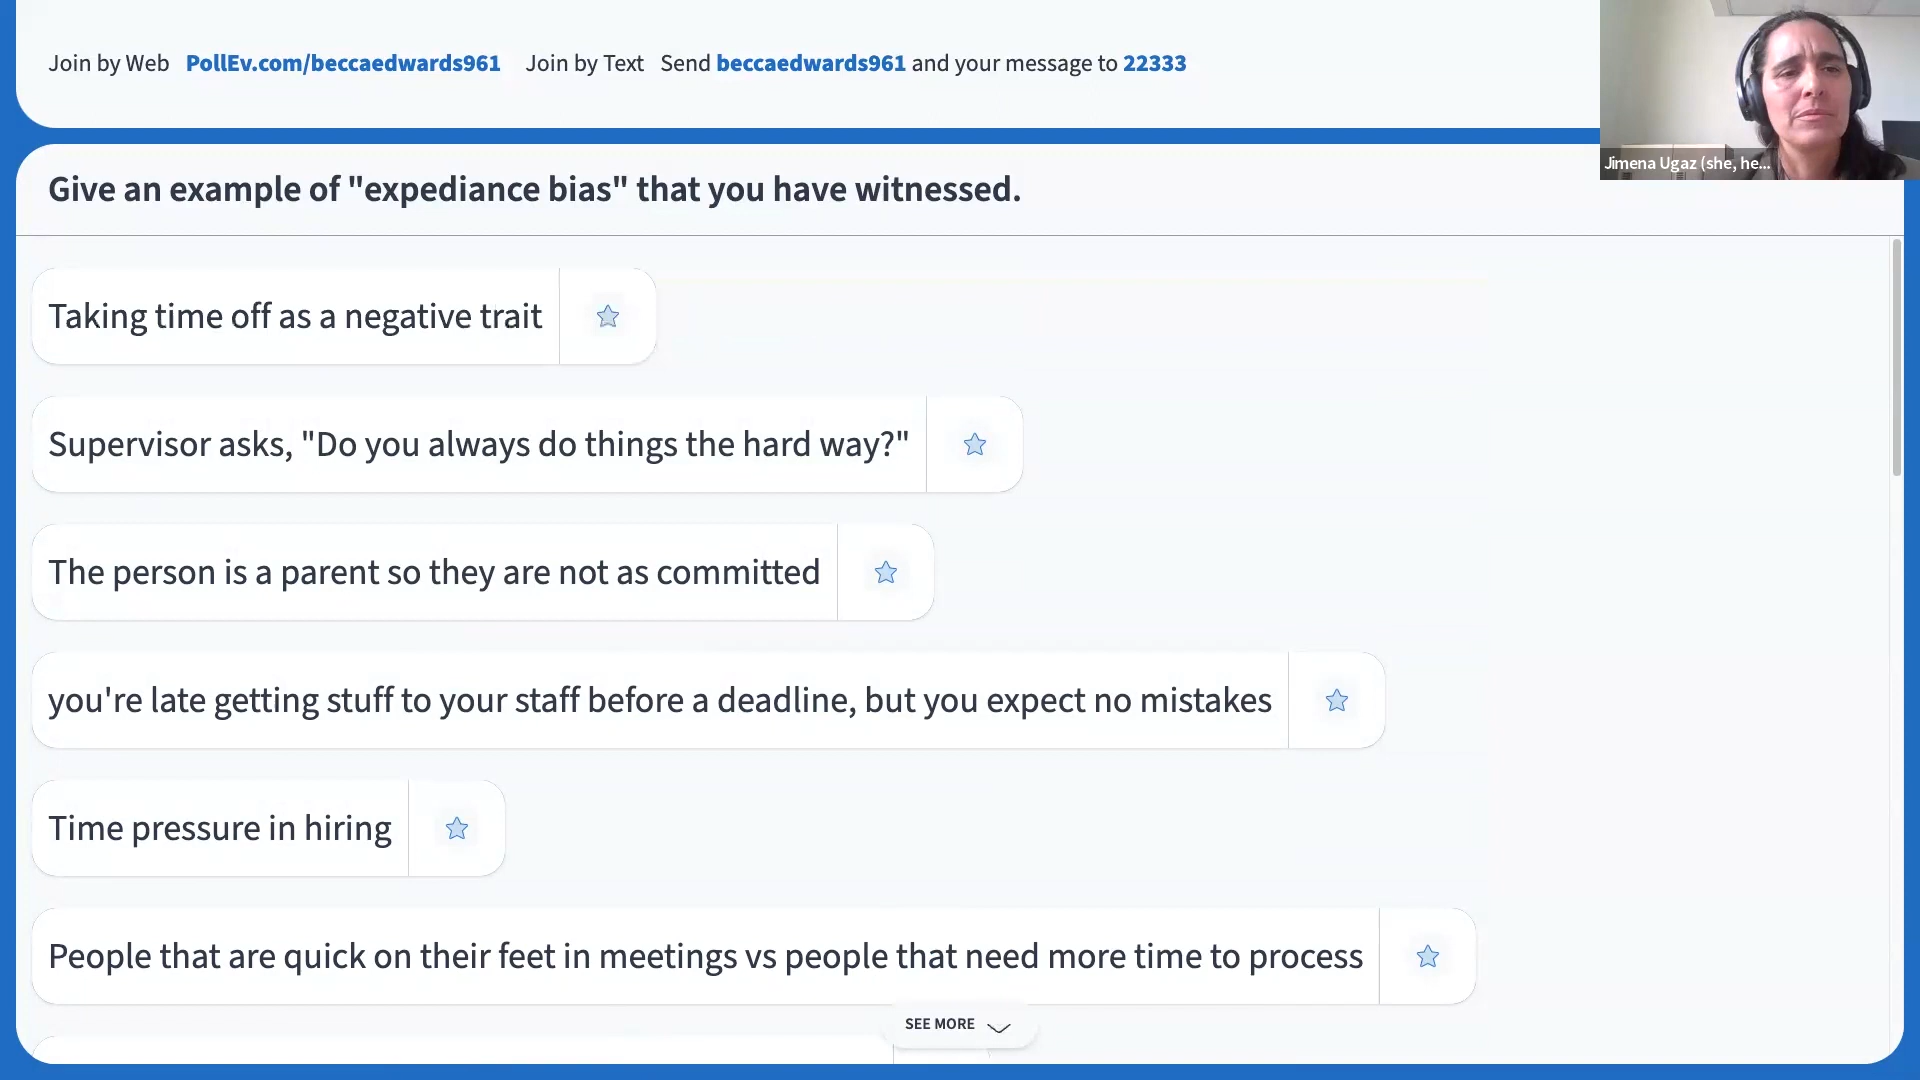 Join by Web PollEv.com/beccaedwards961 Join by Text Send beccaedwards961 and your message to 22333
Jimena Ugaz (she, he...
Give an example of "expediance bias" that you have witnessed.
Taking time off as a negative trait
Supervisor asks, "Do you always do things the hard way?"
The person is a parent so they are not as committed
you're late getting stuff to your staff before a deadline, but you expect no mistakes
Time pressure in hiring
People that are quick on their feet in meetings vs people that need more time to process
SEE MORE